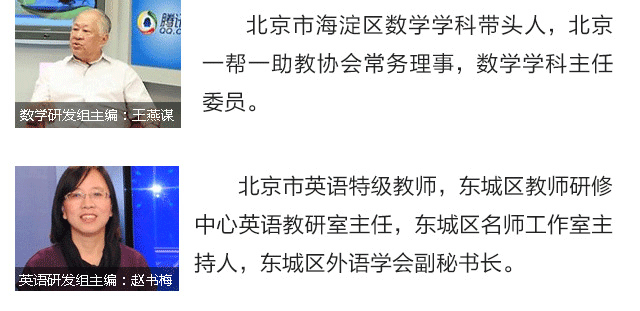 腾讯
QQ.CO
数学研发组主编：王燕谋
北京市海淀区数学学科带头人，北京
一帮一助教协会常务理事，数学学科主任
委员。
英语研发组主编：赵书梅
北京市英语特级教师，东城区教师研修
中心英语教研室主任，东城区名师工作室主
持人，东城区外语学会副秘书长。